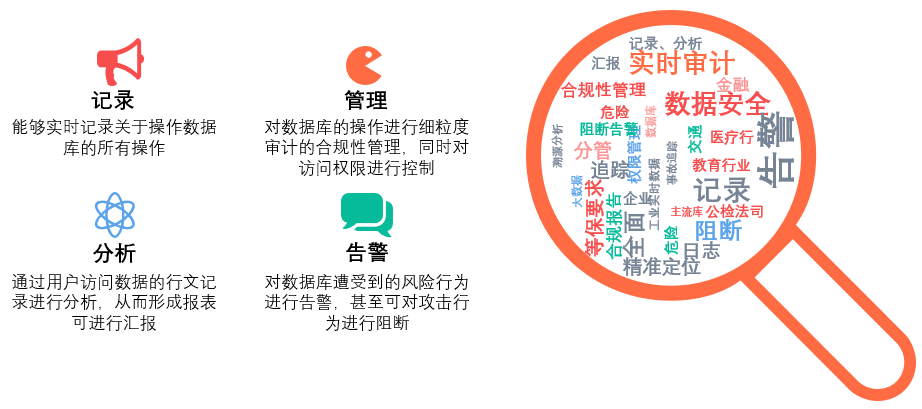 记录
能够实时记录关于操作数据
库的所有操作
管理
对数据库的操作进行细粒度
审计的合规性管理，同时对
访问权限进行控制
分析
通过用户访问数据的行文记
录进行分析，从而形成报表
可进行汇报
告警
对数据库遭受到的风险行为
进行告警，甚至可对攻击行
为进行阻断
记录、分析
汇报
实时审计
合规性管理
金融
数据安全
危险
数据库
阻断告警
交通
医疗行
告警
溯源分析
分管
权限管理
追踪
事故追踪
教育行业
大数据
等保要求
合规报告
企业
全面
工业实时数据
记录
主流库
公检法司
阻断
危险
日志
精准定位